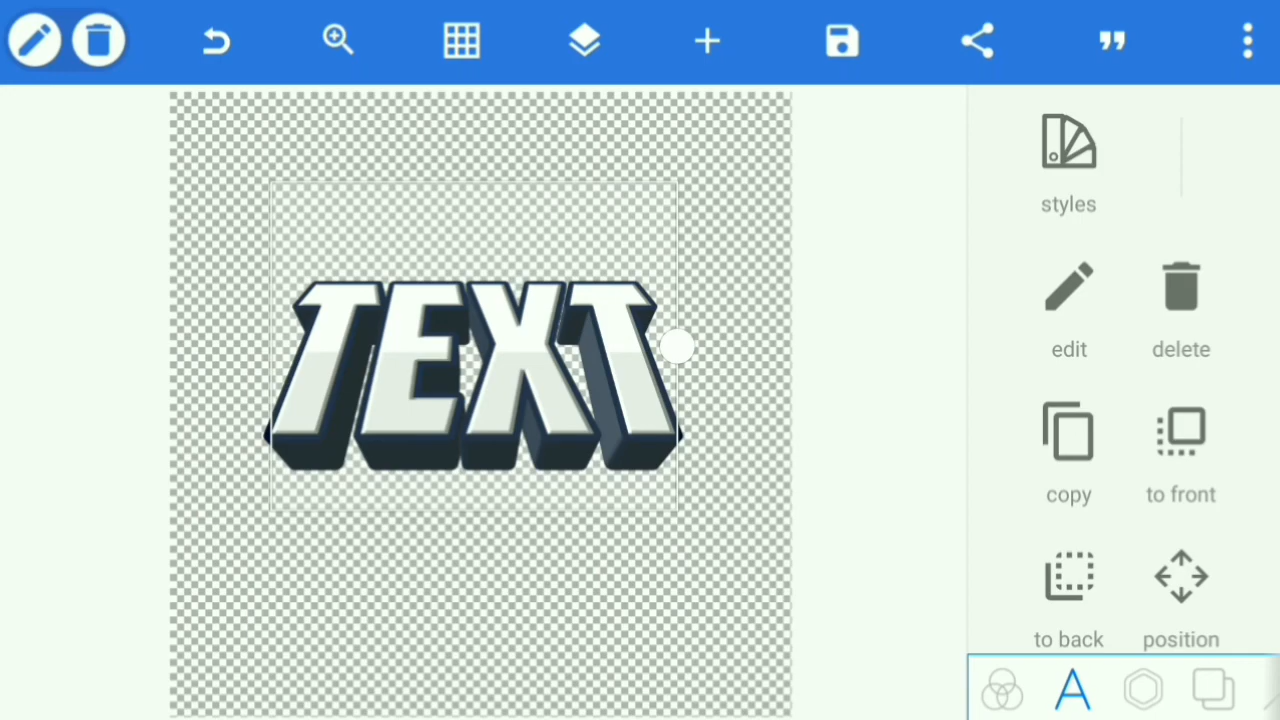 styles
TEXT
edit
delete
copy
to front
to back
position